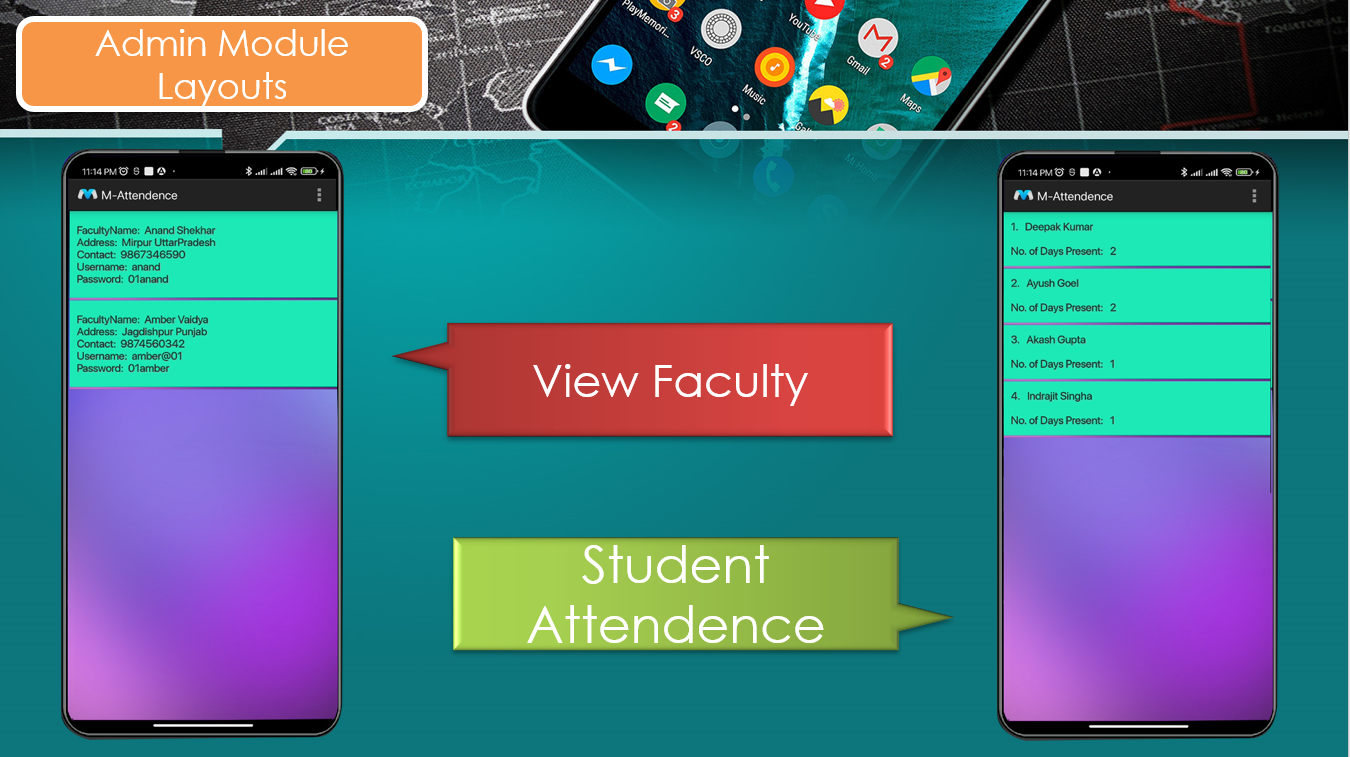 Admin Module
Layouts
PlayMemori...
3
VSCO
YouTube
Music
Gmail
2
Maps
2
11:14 PM
M-Attendence
FacultyName: Anand Shekhar
Address: Mirpur UttarPradesh
Contact: 9867346590
Username: anand
Password: 01anand
FacultyName: Amber Vaidya
Address: Jagdishpur Punjab
Contact: 9874560342
Username: amber@01
Password: 01amber
View Faculty
Student
Attendence
11:14 PM
M-Attendence
1. Deepak Kumar
No. of Days Present: 2
2. Ayush Goel
No. of Days Present: 2
3. Akash Gupta
No. of Days Present: 1
4. Indrajit Singha
No. of Days Present: 1